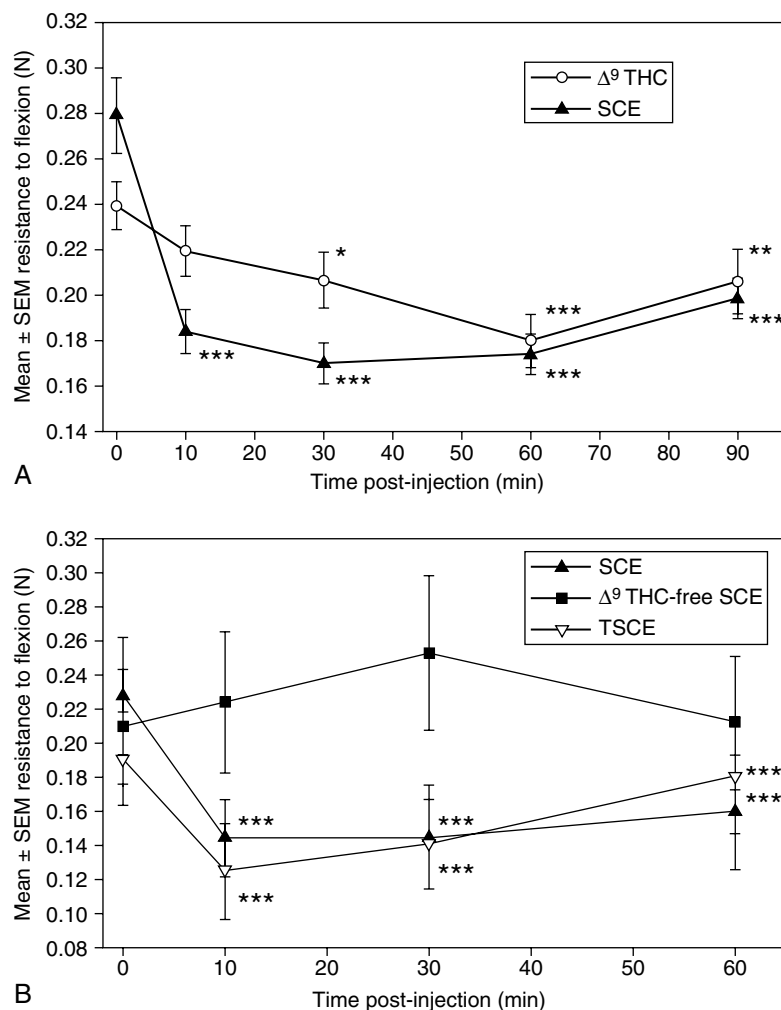 0.32
0.30
0.28
0.26
0.24
0.22
0.20
0.18
0.16
0.14
Mean ± SEM resistance to flexion (N)
Δ⁹ THC
SCE
*
**
***
***
***
***
***
0 10 20 30 40 50 60 70 80 90
Time post-injection (min)
A
0.32
0.30
0.28
0.26
0.24
0.22
0.20
0.18
0.16
0.14
0.12
0.10
0.08
Mean ± SEM resistance to flexion (N)
SCE
Δ⁹ THC-free SCE
TSCE
***
***
***
***
***
***
0 10 30 40 50 60
Time post-injection (min)
B